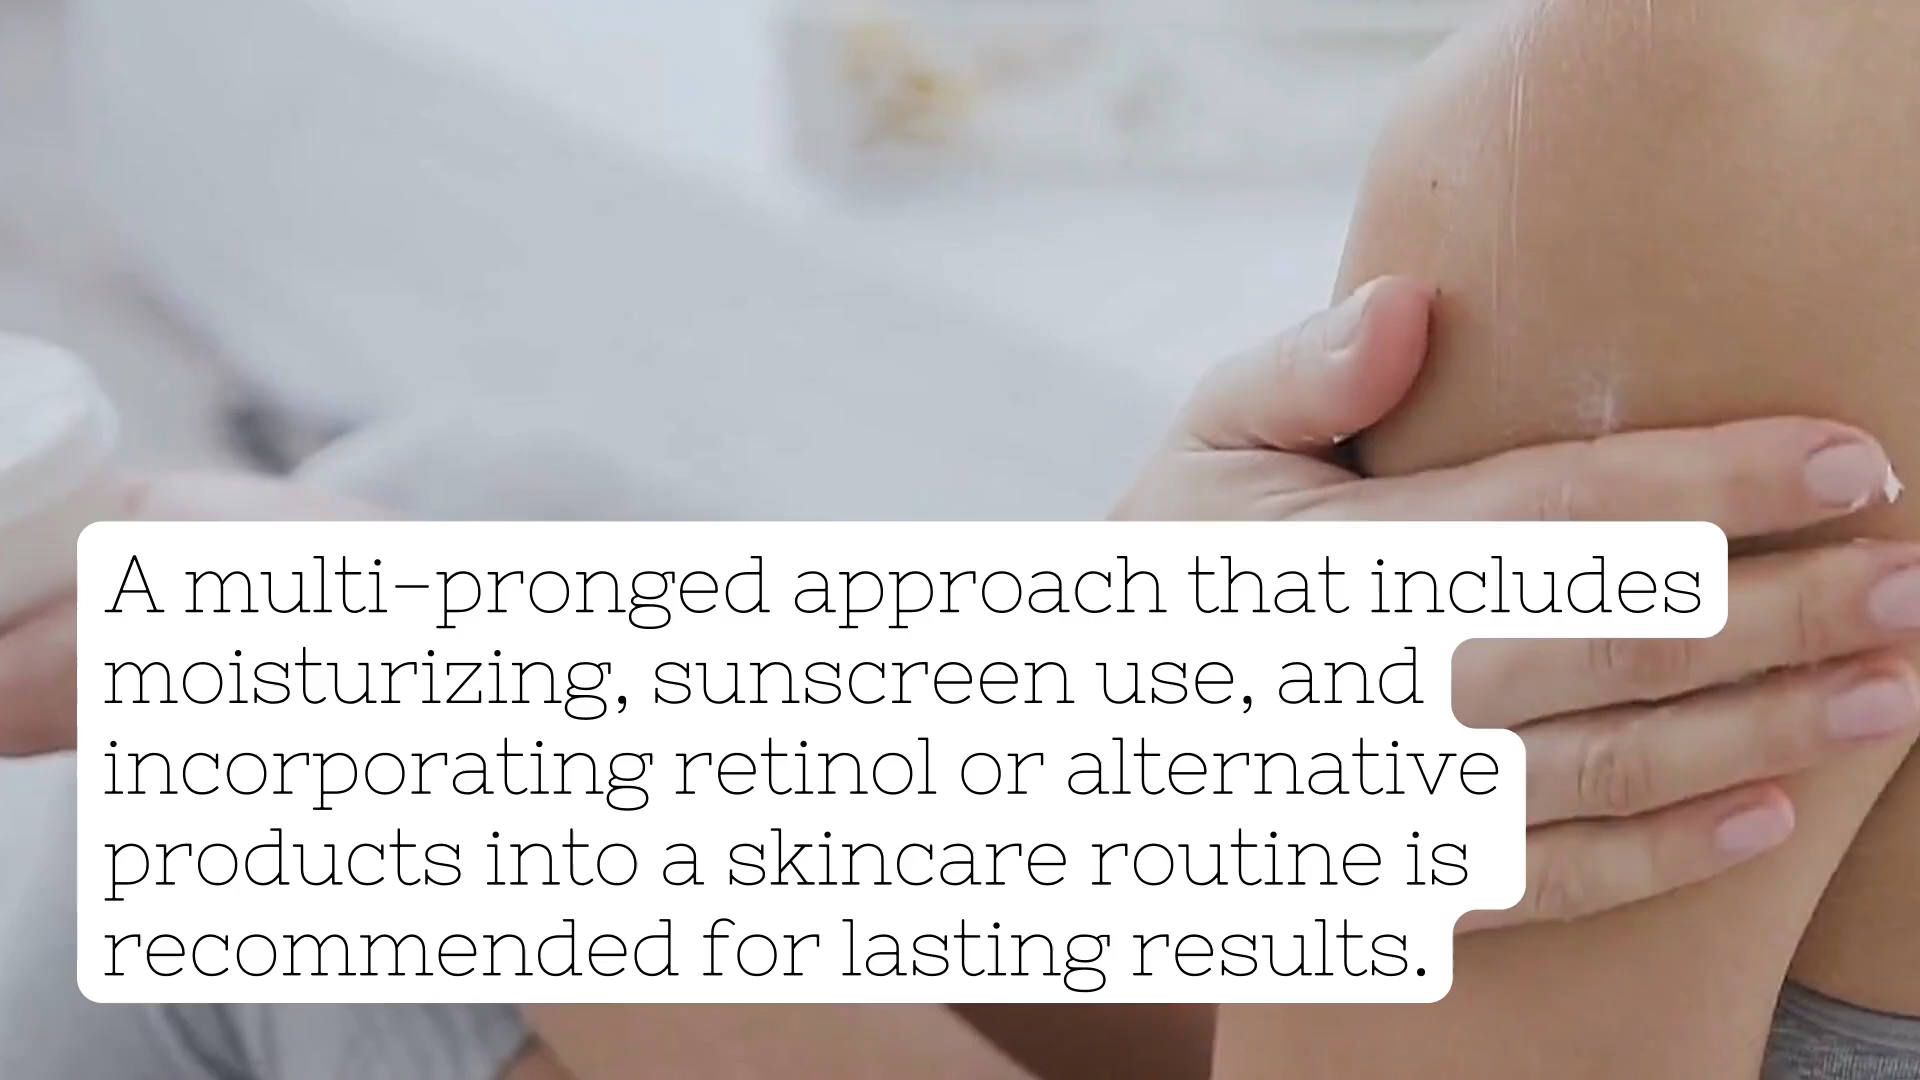 A multi-pronged approach that includes
moisturizing, sunscreen use, and
incorporating retinol or alternative
products into a skincare routine is
recommended for lasting results.